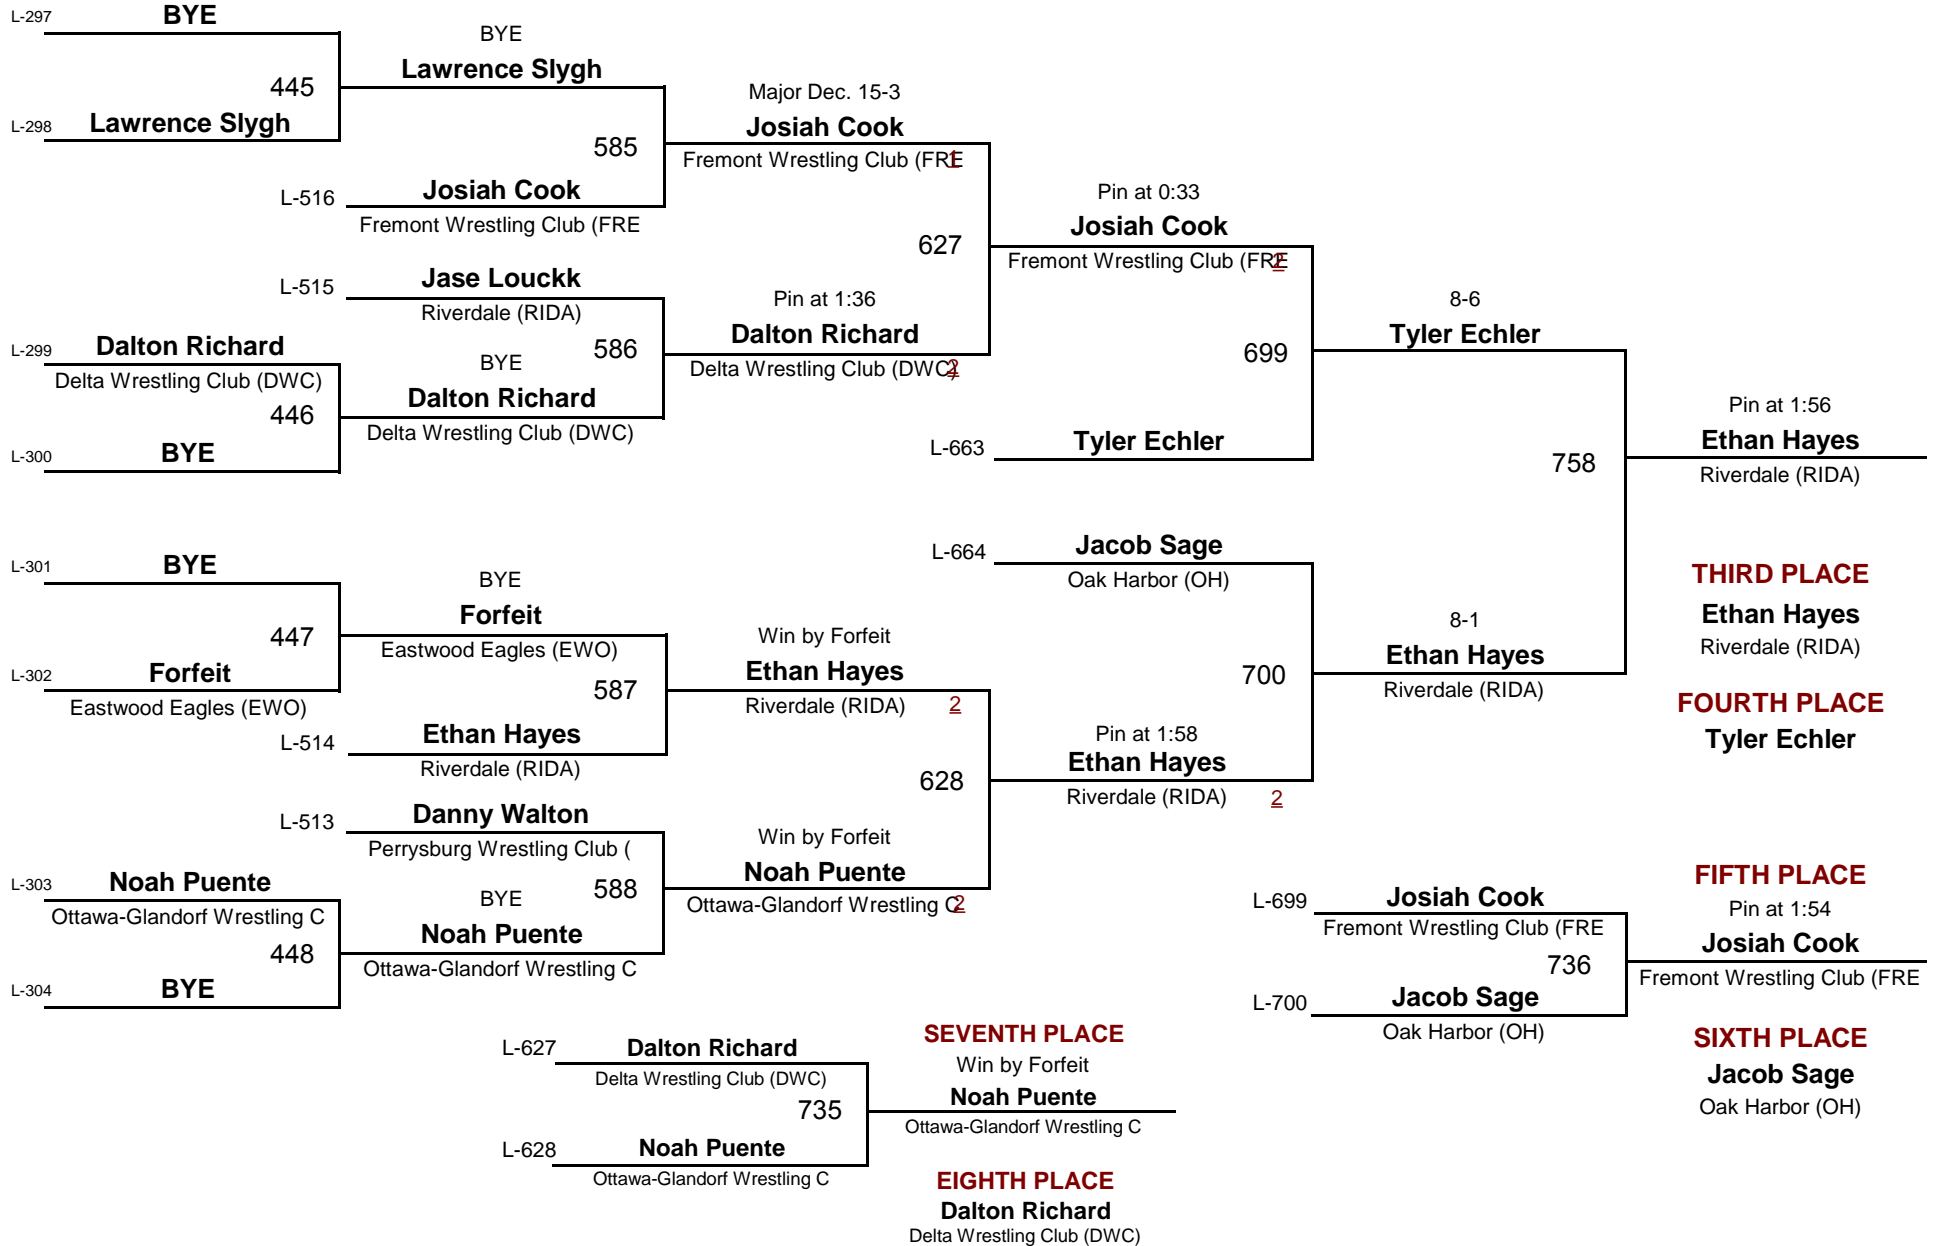 L-297
BYE
445
L-298
Lawrence Slygh
BYE
Lawrence Slygh
585
L-516
Josiah Cook
Fremont Wrestling Club (FRE
Major Dec. 15-3
Josiah Cook
Fremont Wrestling Club (FRE
1
627
L-515
Jase Louckk
Riverdale (RIDA)
586
L-299
Dalton Richard
Delta Wrestling Club (DWC)
446
L-300
BYE
BYE
Dalton Richard
Delta Wrestling Club (DWC)
Pin at 1:36
Dalton Richard
Delta Wrestling Club (DWC)
2
Pin at 0:33
Josiah Cook
Fremont Wrestling Club (FRE
2
699
L-663
Tyler Echler
8-6
Tyler Echler
758
Pin at 1:56
Ethan Hayes
Riverdale (RIDA)
L-301
BYE
447
L-302
Forfeit
Eastwood Eagles (EWO)
BYE
Forfeit
Eastwood Eagles (EWO)
587
L-514
Ethan Hayes
Riverdale (RIDA)
Win by Forfeit
Ethan Hayes
Riverdale (RIDA)
2
628
L-513
Danny Walton
Perrysburg Wrestling Club (
588
L-303
Noah Puente
Ottawa-Glandorf Wrestling C
448
L-304
BYE
BYE
Noah Puente
Ottawa-Glandorf Wrestling C
Win by Forfeit
Noah Puente
Ottawa-Glandorf Wrestling C
2
L-664
Jacob Sage
Oak Harbor (OH)
700
Pin at 1:58
Ethan Hayes
Riverdale (RIDA)
2
8-1
Ethan Hayes
Riverdale (RIDA)
THIRD PLACE
Ethan Hayes
Riverdale (RIDA)
FOURTH PLACE
Tyler Echler
L-699
Josiah Cook
Fremont Wrestling Club (FRE
736
L-700
Jacob Sage
Oak Harbor (OH)
FIFTH PLACE
Pin at 1:54
Josiah Cook
Fremont Wrestling Club (FRE
SIXTH PLACE
Jacob Sage
Oak Harbor (OH)
L-627
Dalton Richard
Delta Wrestling Club (DWC)
735
L-628
Noah Puente
Ottawa-Glandorf Wrestling C
SEVENTH PLACE
Win by Forfeit
Noah Puente
Ottawa-Glandorf Wrestling C
EIGHTH PLACE
Dalton Richard
Delta Wrestling Club (DWC)